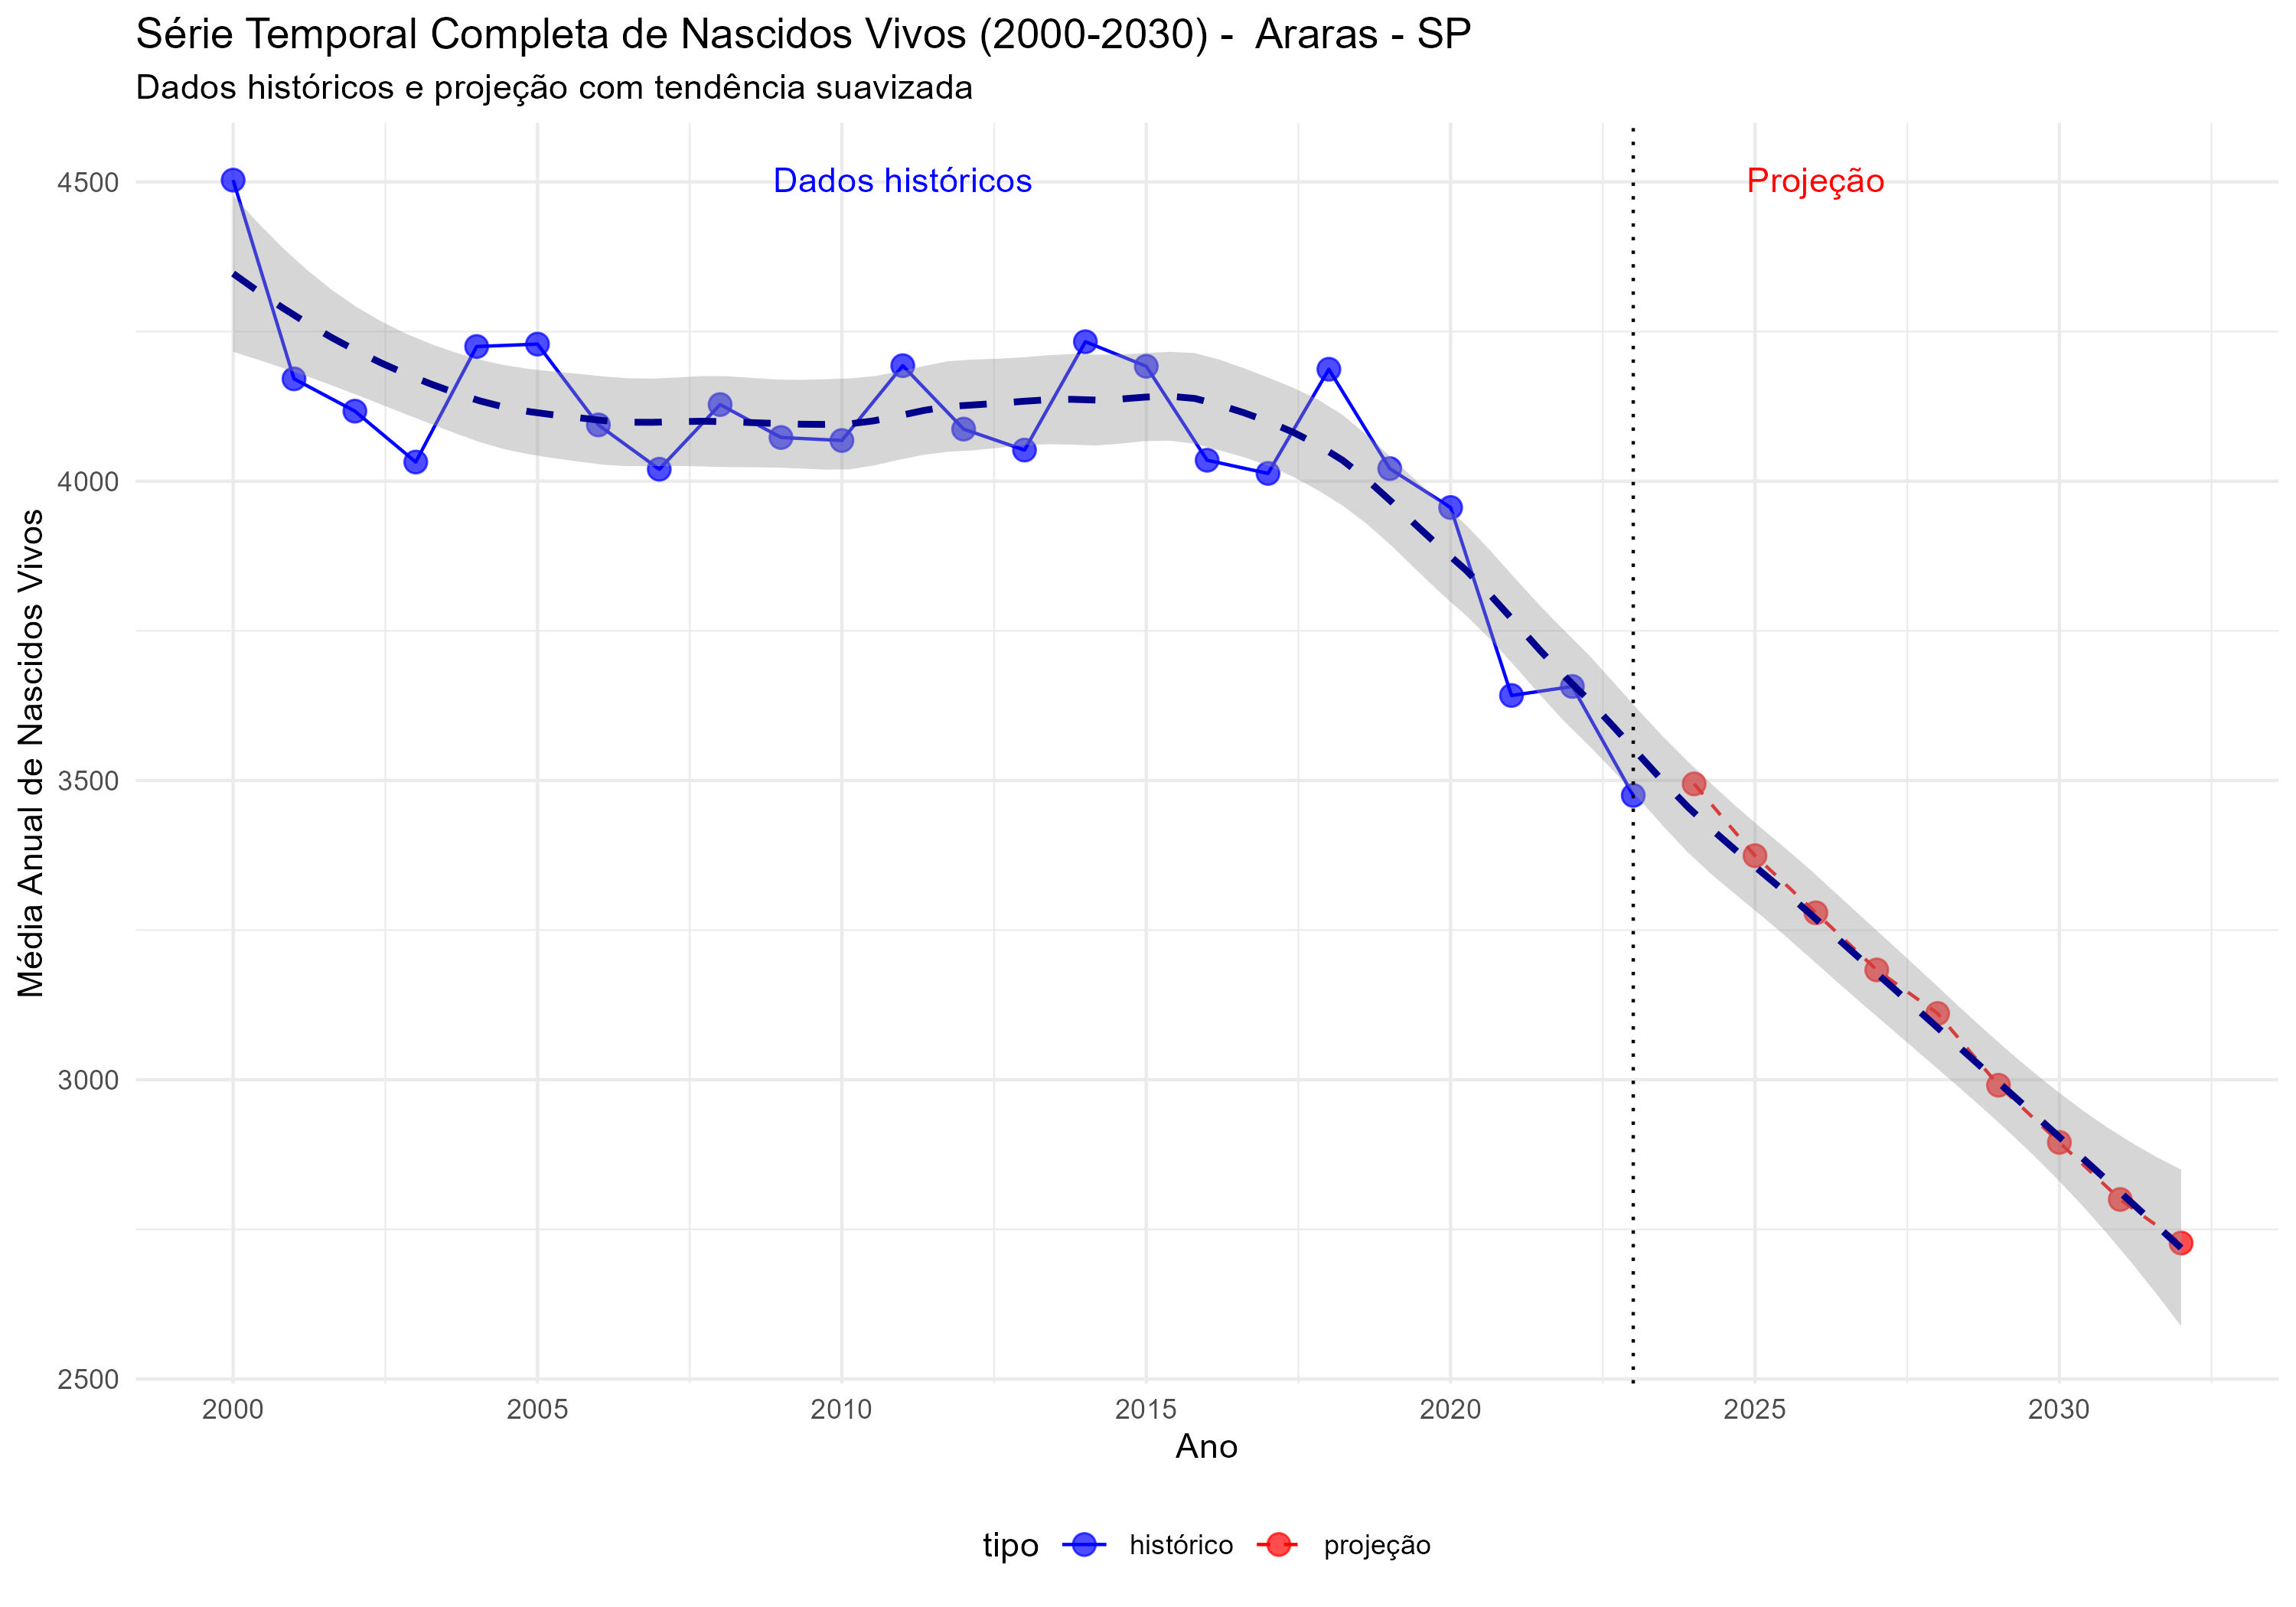 Série Temporal Completa de Nascidos Vivos (2000-2030) -  Araras - SP
Dados históricos e projeção com tendência suavizada
Dados históricos
Projeção
4500
4000
3500
3000
2500
Média Anual de Nascidos Vivos
2000 2005 2010 2015 2020 2025 2030
Ano
tipo histórico projeção